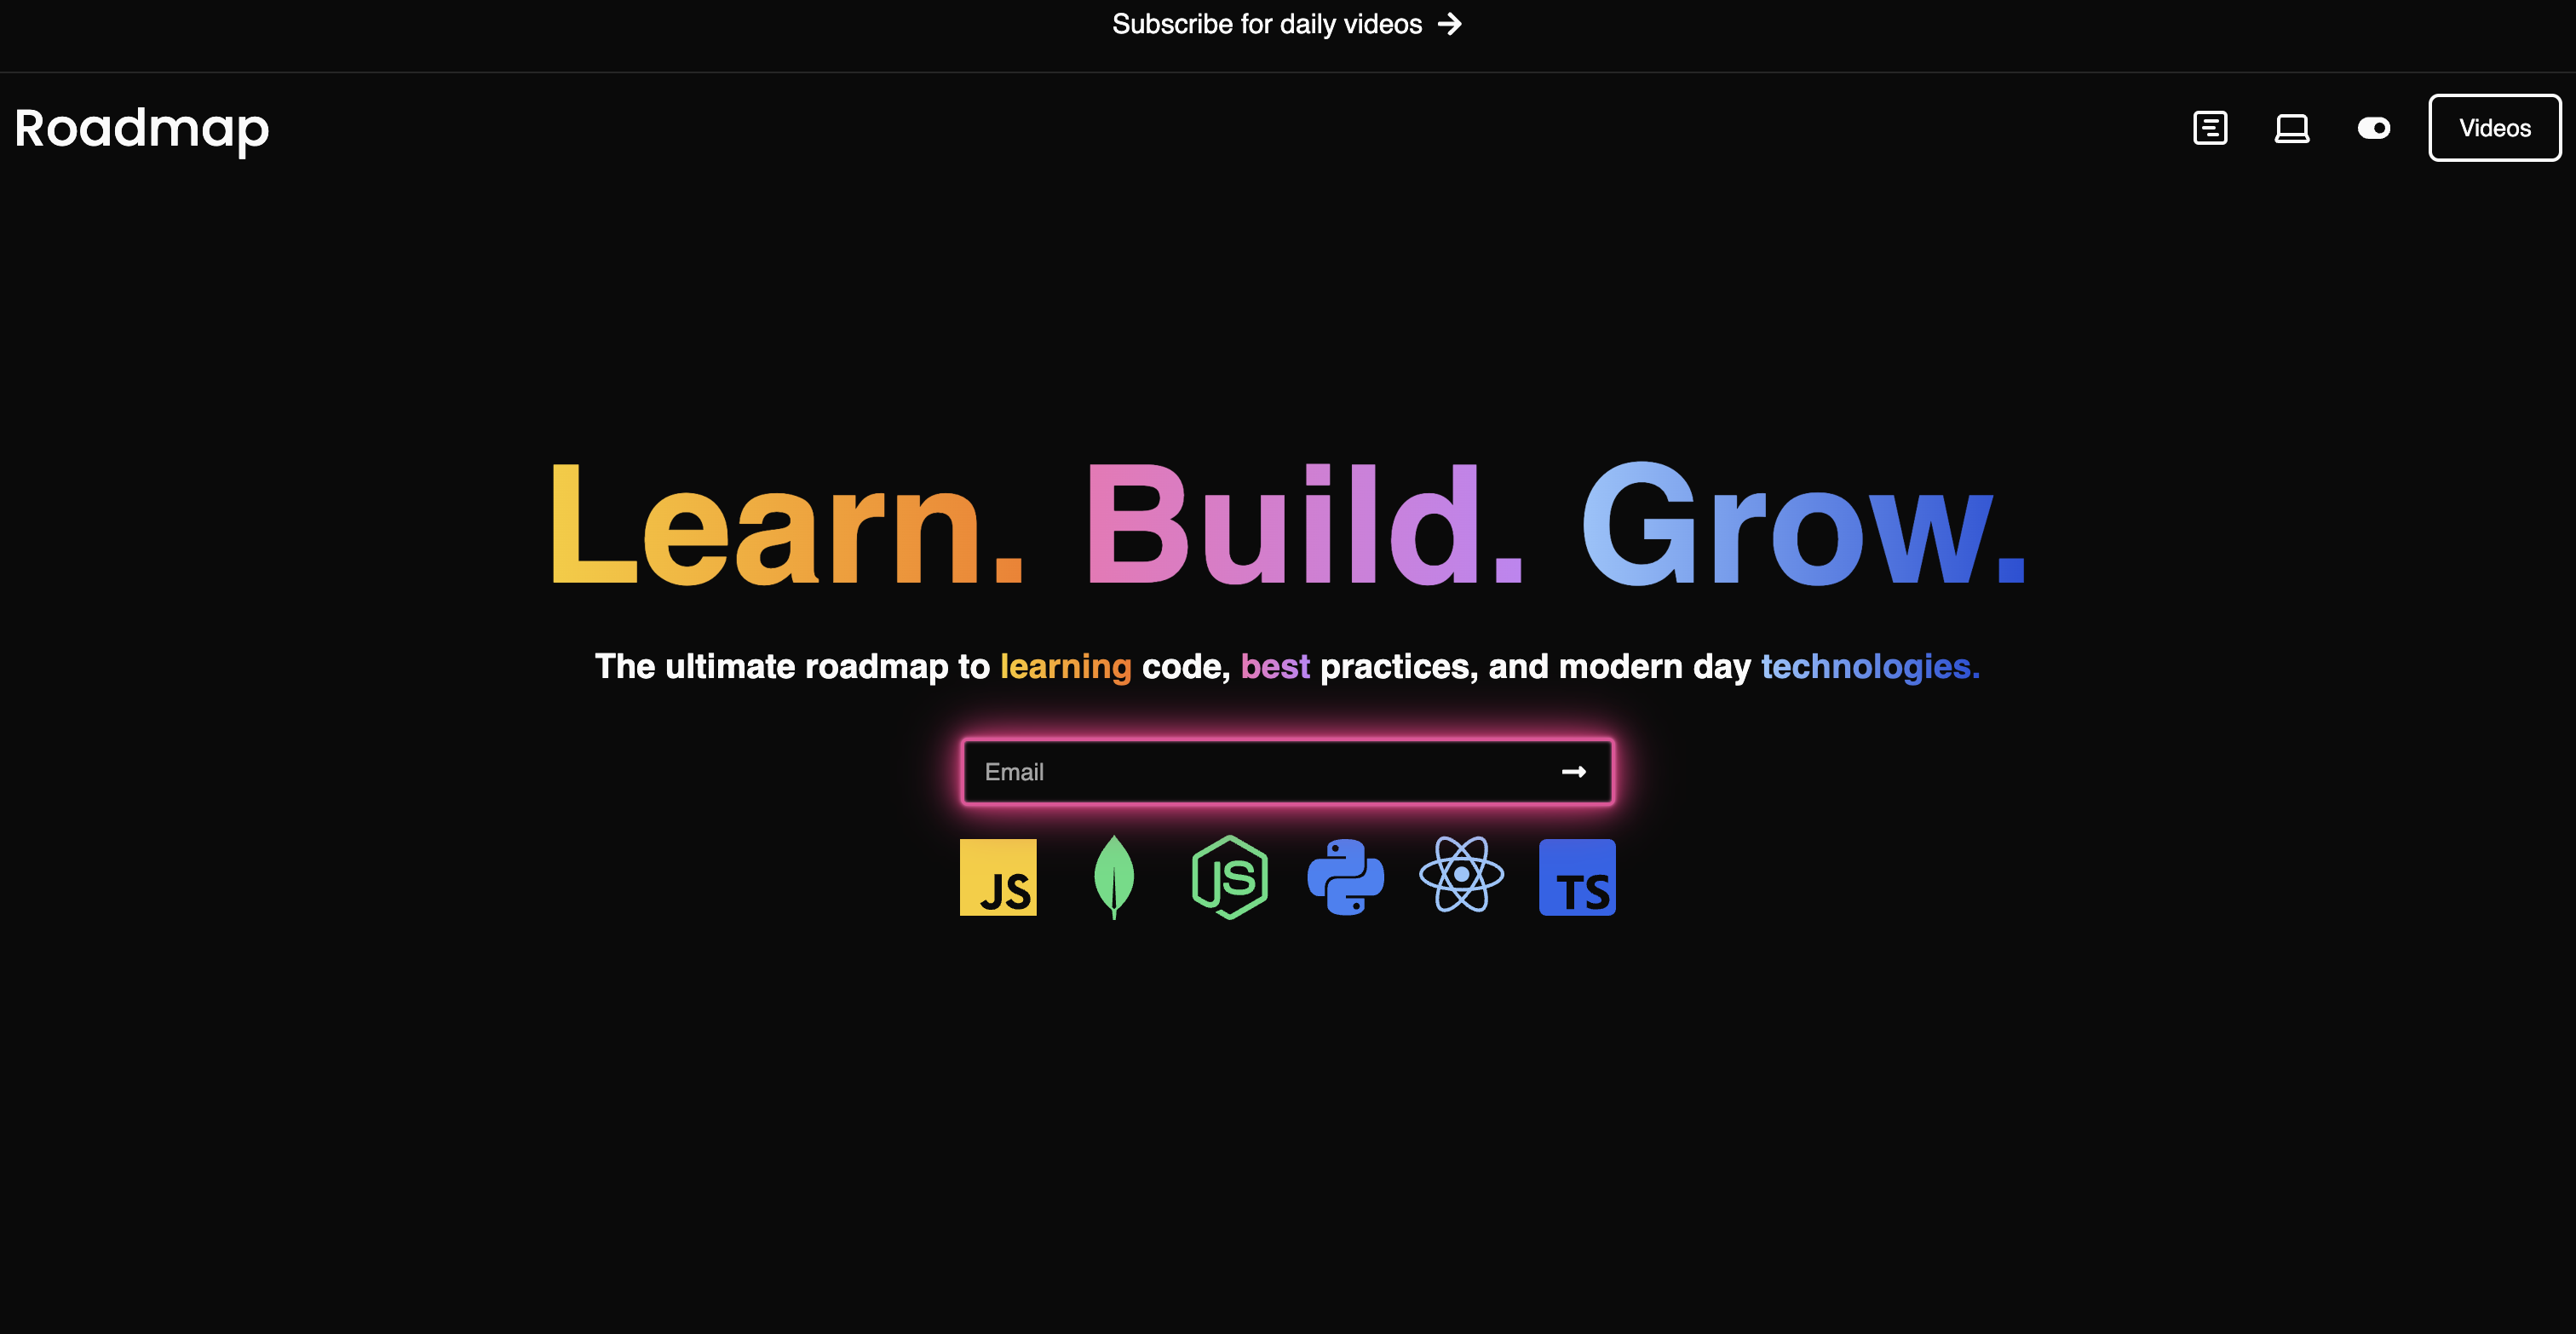 Subscribe for daily videos
Roadmap
Videos
Learn. Build. Grow.
The ultimate roadmap to learning code, best practices, and modern day technologies.
Email
JS
JS
TS